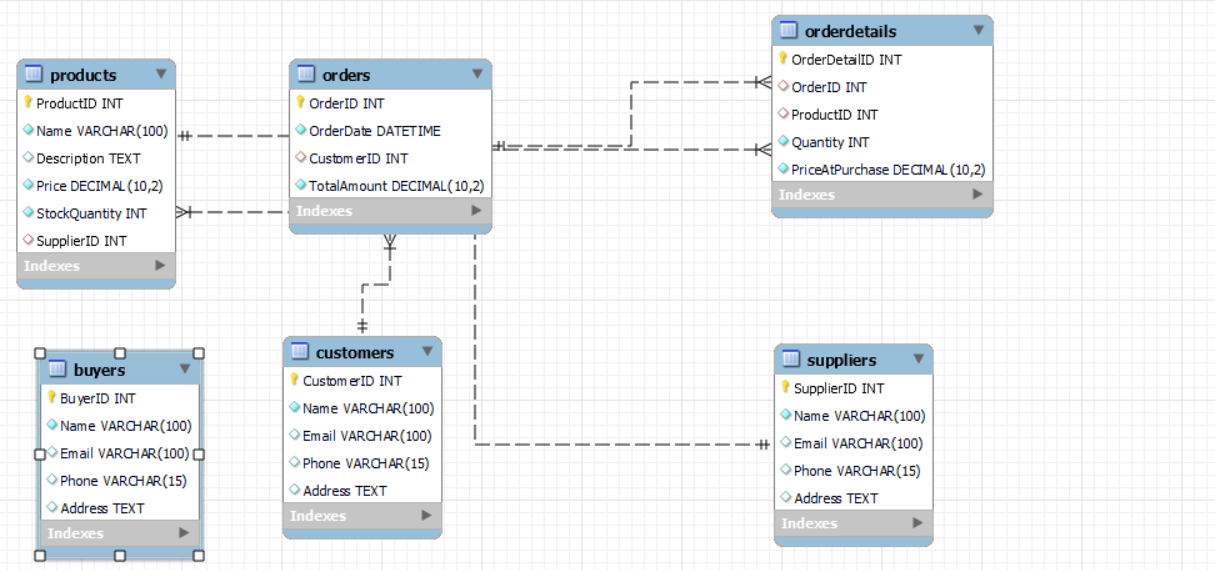 products
ProductID INT
Name VARCHAR(100)
Description TEXT
Price DECIMAL(10,2)
StockQuantity INT
SupplierID INT
Indexes
orders
OrderID INT
OrderDate DATETIME
CustomerID INT
TotalAmount DECIMAL(10,2)
Indexes
orderdetails
OrderDetailID INT
OrderID INT
ProductID INT
Quantity INT
PriceAtPurchase DECIMAL(10,2)
Indexes
buyers
BuyerID INT
Name VARCHAR(100)
Email VARCHAR(100)
Phone VARCHAR(15)
Address TEXT
Indexes
customers
CustomerID INT
Name VARCHAR(100)
Email VARCHAR(100)
Phone VARCHAR(15)
Address TEXT
Indexes
suppliers
SupplierID INT
Name VARCHAR(100)
Email VARCHAR(100)
Phone VARCHAR(15)
Address TEXT
Indexes